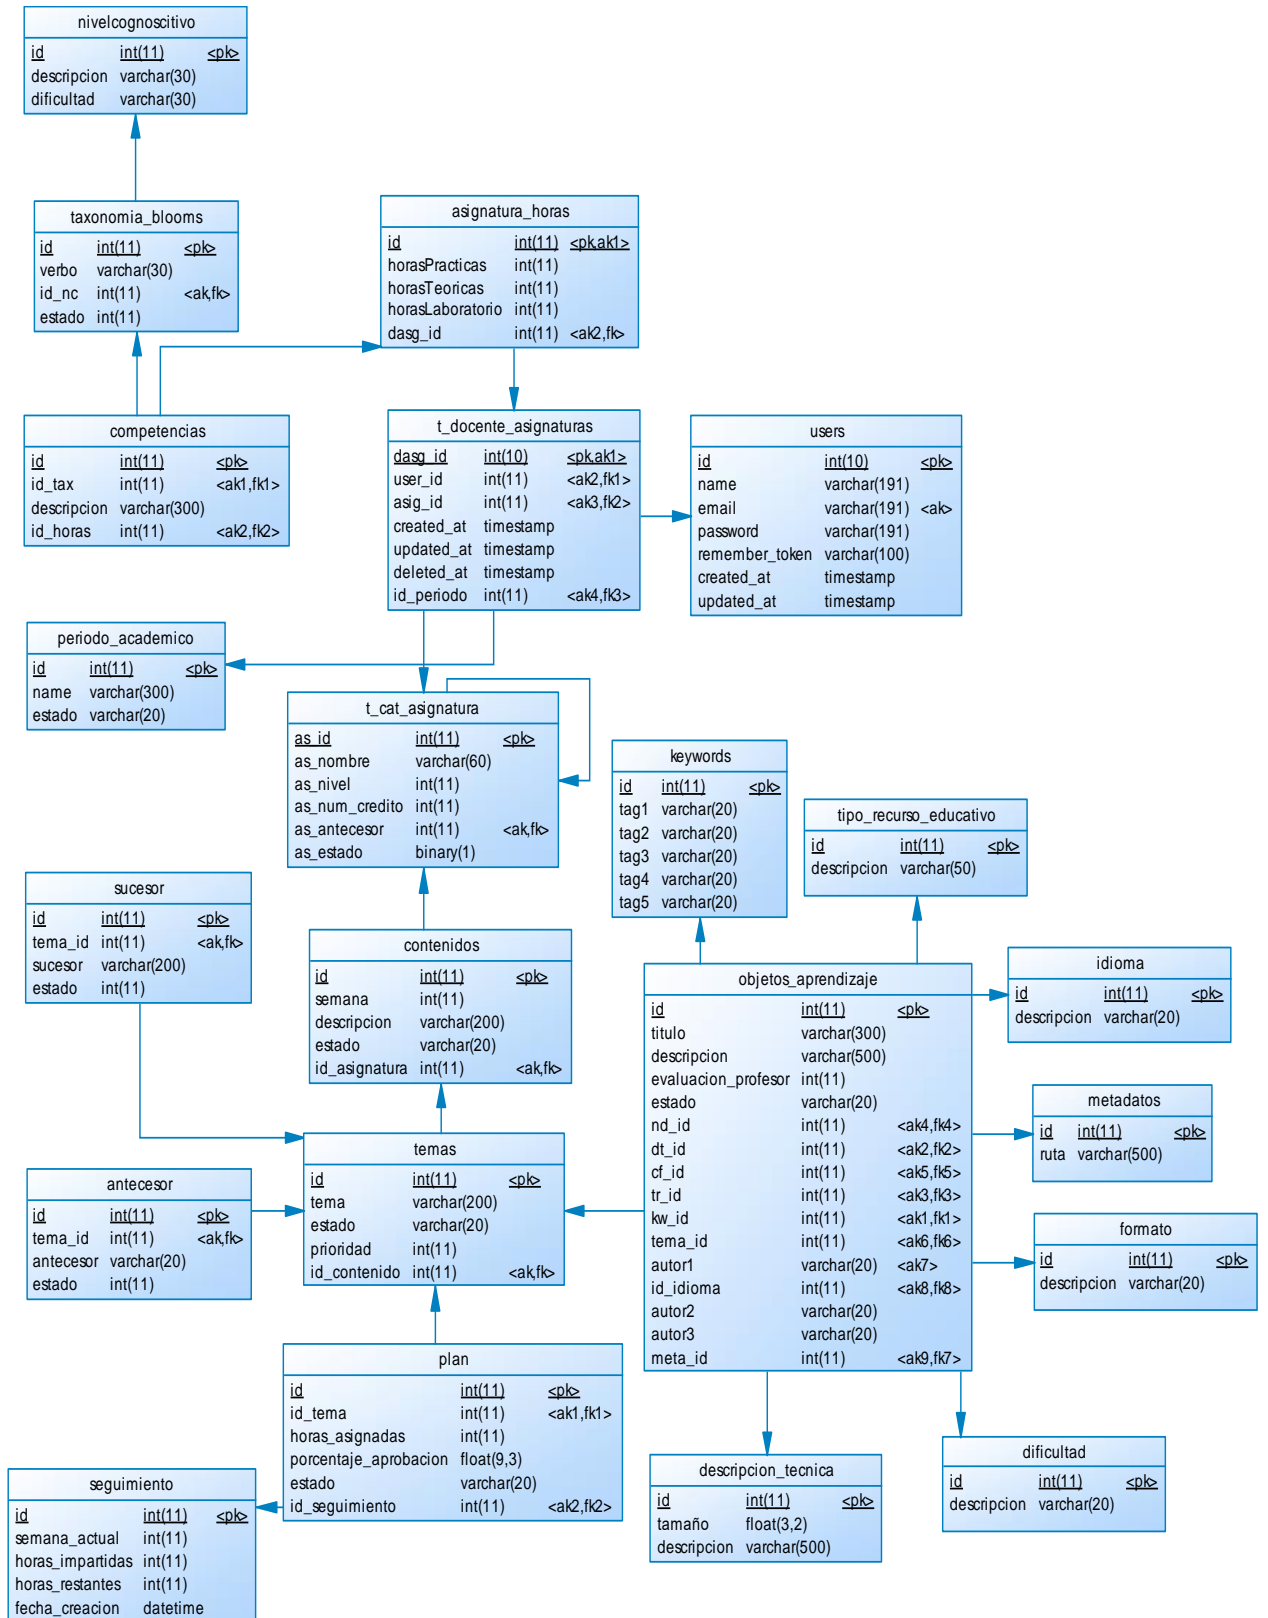 nivelcognoscitivo
id int(11) <pk>
descripcion varchar(30)
dificultad varchar(30)
taxonomia_blooms
id int(11) <pk>
verbo varchar(30)
id_nc int(11) <ak,fk>
estado int(11)
asignatura_horas
id int(11) <pk,ak1>
horasPracticas int(11)
horasTeoricas int(11)
horasLaboratorio int(11)
dasg_id int(11) <ak2,fk>
competencias
id int(11) <pk>
id_tax int(11) <ak1,fk1>
descripcion varchar(300)
id_horas int(11) <ak2,fk2>
t_docente_asignaturas
dasg_id int(10) <pk,ak1>
user_id int(11) <ak2,fk1>
asig_id int(11) <ak3,fk2>
created_at timestamp
updated_at timestamp
deleted_at timestamp
id_periodo int(11) <ak4,fk3>
users
id int(10) <pk>
name varchar(191)
email varchar(191) <ak>
password varchar(191)
remember_token varchar(100)
created_at timestamp
updated_at timestamp
periodo_academico
id int(11) <pk>
name varchar(300)
estado varchar(20)
t_cat_asignatura
as_id int(11) <pk>
as_nombre varchar(60)
as_nivel int(11)
as_num_credito int(11)
as_antecesor int(11) <ak,fk>
as_estado binary(1)
keywords
id int(11) <pk>
tag1 varchar(20)
tag2 varchar(20)
tag3 varchar(20)
tag4 varchar(20)
tag5 varchar(20)
tipo_recurso_educativo
id int(11) <pk>
descripcion varchar(50)
sucesor
id int(11) <pk>
tema_id int(11) <ak,fk>
sucesor varchar(200)
estado int(11)
contenidos
id int(11) <pk>
semana int(11)
descripcion varchar(200)
estado varchar(20)
id_asignatura int(11) <ak,fk>
objetos_aprendizaje
id int(11) <pk>
titulo varchar(300)
descripcion varchar(500)
evaluacion_profesor int(11)
estado varchar(20)
nd_id int(11) <ak4,fk4>
dt_id int(11) <ak2,fk2>
cf_id int(11) <ak5,fk5>
tr_id int(11) <ak3,fk3>
kw_id int(11) <ak1,fk1>
tema_id int(11) <ak6,fk6>
autor1 varchar(20) <ak7>
id_idioma int(11) <ak8,fk8>
autor2 varchar(20)
autor3 varchar(20)
meta_id int(11) <ak9,fk7>
idioma
id int(11) <pk>
descripcion varchar(20)
metadatos
id int(11) <pk>
ruta varchar(500)
temas
id int(11) <pk>
tema varchar(200)
estado varchar(20)
prioridad int(11)
id_contenido int(11) <ak,fk>
antecesor
id int(11) <pk>
tema_id int(11) <ak,fk>
antecesor varchar(20)
estado int(11)
formato
id int(11) <pk>
descripcion varchar(20)
plan
id int(11) <pk>
id_tema int(11) <ak1,fk1>
horas_asignadas int(11)
porcentaje_aprobacion float(9,3)
estado varchar(20)
id_seguimiento int(11) <ak2,fk2>
seguimiento
id int(11) <pk>
semana_actual int(11)
horas_impartidas int(11)
horas_restantes int(11)
fecha_creacion datetime
descripcion_tecnica
id int(11) <pk>
tamaño float(3,2)
descripcion varchar(500)
dificultad
id int(11) <pk>
descripcion varchar(20)